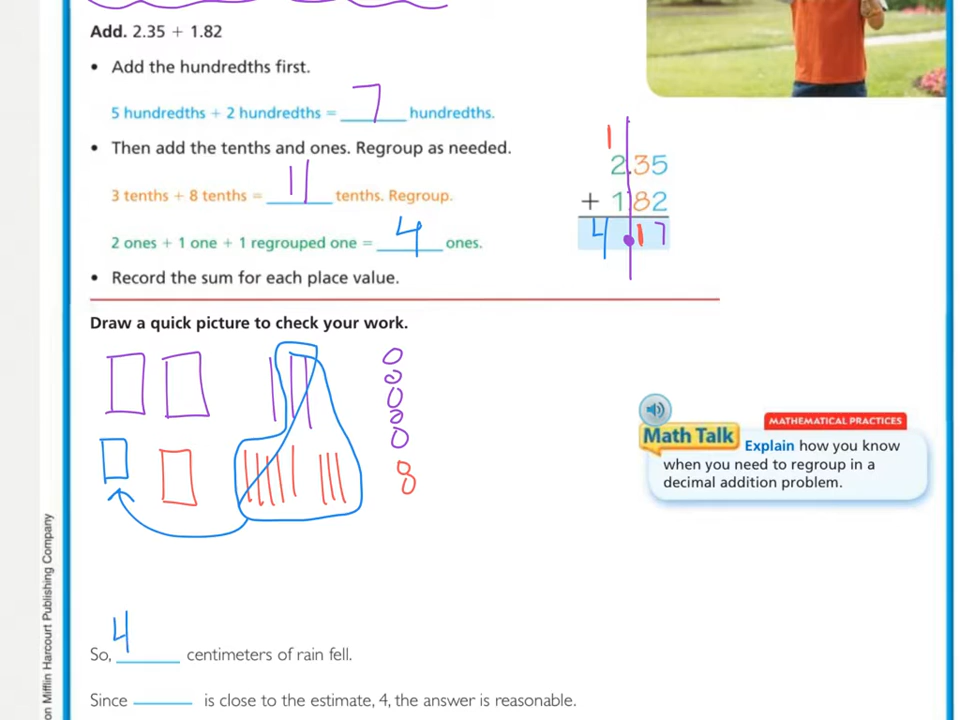 Add. 2.35 + 1.82
• Add the hundredths first.
5 hundredths + 2 hundredths = 7 hundredths.
• Then add the tenths and ones. Regroup as needed.
3 tenths + 8 tenths = 11 tenths. Regroup.
2 ones + 1 one + 1 regrouped one = 4 ones.
• Record the sum for each place value.
1
2.35
+ 1.82
4.17
Draw a quick picture to check your work.
MATHEMATICAL PRACTICES
Math Talk
Explain how you know
when you need to regroup in a
decimal addition problem.
So, 4 centimeters of rain fell.
Since ______ is close to the estimate, 4, the answer is reasonable.
on Mifflin Harcourt Publishing Company